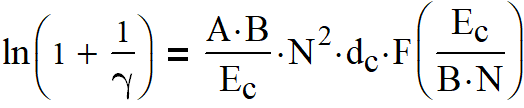 ln(1 + 1/γ) = A·B/E_c · N² · d_c · F(E_c/(B·N))